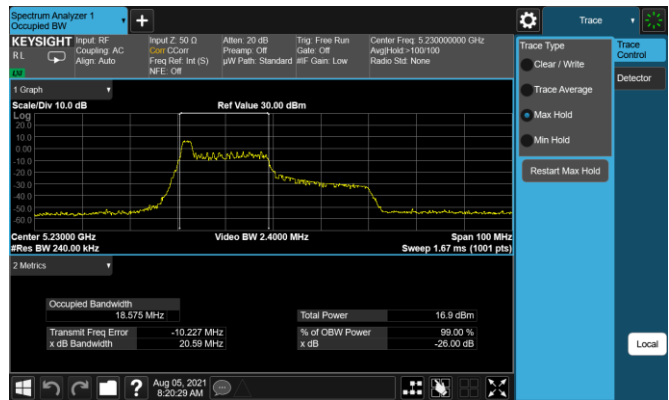 Spectrum Analyzer 1
Occupied BW
Trace
KEYSIGHT
RL
LXI
Input: RF
Coupling: AC
Align: Auto
Input Z: 50 Ω
Corr CCorr
Freq Ref: Int (S)
NFE: Off
Atten: 20 dB
Preamp: Off
µW Path: Standard
Trig: Free Run
Gate: Off
#IF Gain: Low
Center Freq: 5.230000000 GHz
Avg|Hold:>100/100
Radio Std: None
Trace Type
Clear / Write
Trace Average
Max Hold
Min Hold
Restart Max Hold
Trace
Control
Detector
Local
1 Graph
Scale/Div 10.0 dB
Ref Value 30.00 dBm
Log
20.0
10.0
0.00
-10.0
-20.0
-30.0
-40.0
-50.0
-60.0
Center 5.23000 GHz
Video BW 2.4000 MHz
Span 100 MHz
#Res BW 240.00 kHz
Sweep 1.67 ms (1001 pts)
2 Metrics
Occupied Bandwidth
18.575 MHz
Total Power 16.9 dBm
Transmit Freq Error -10.227 MHz
% of OBW Power 99.00 %
x dB Bandwidth 20.59 MHz
x dB -26.00 dB
Aug 05, 2021
8:20:29 AM